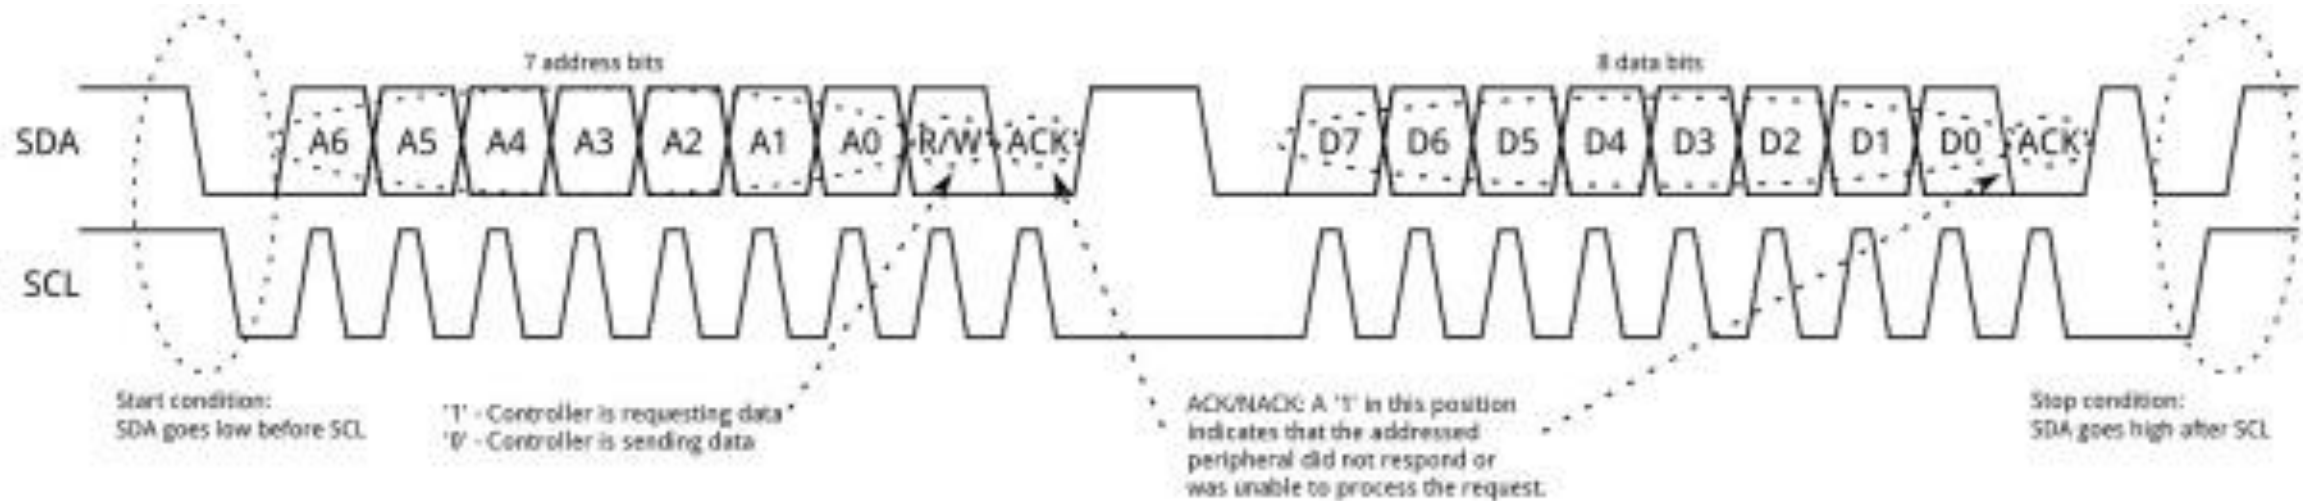 7 address bits
8 data bits
SDA
A6 A5 A4 A3 A2 A1 A0 R/W ACK
D7 D6 D5 D4 D3 D2 D1 D0 ACK
SCL
Start condition:
SDA goes low before SCL
'1' - Controller is requesting data
'0' - Controller is sending data
ACK/NACK: A '1' in this position
indicates that the addressed
peripheral did not respond or
was unable to process the request.
Stop condition:
SDA goes high after SCL